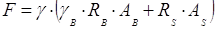 F = γ · (γ_B · R_B · A_B + R_S · A_S)